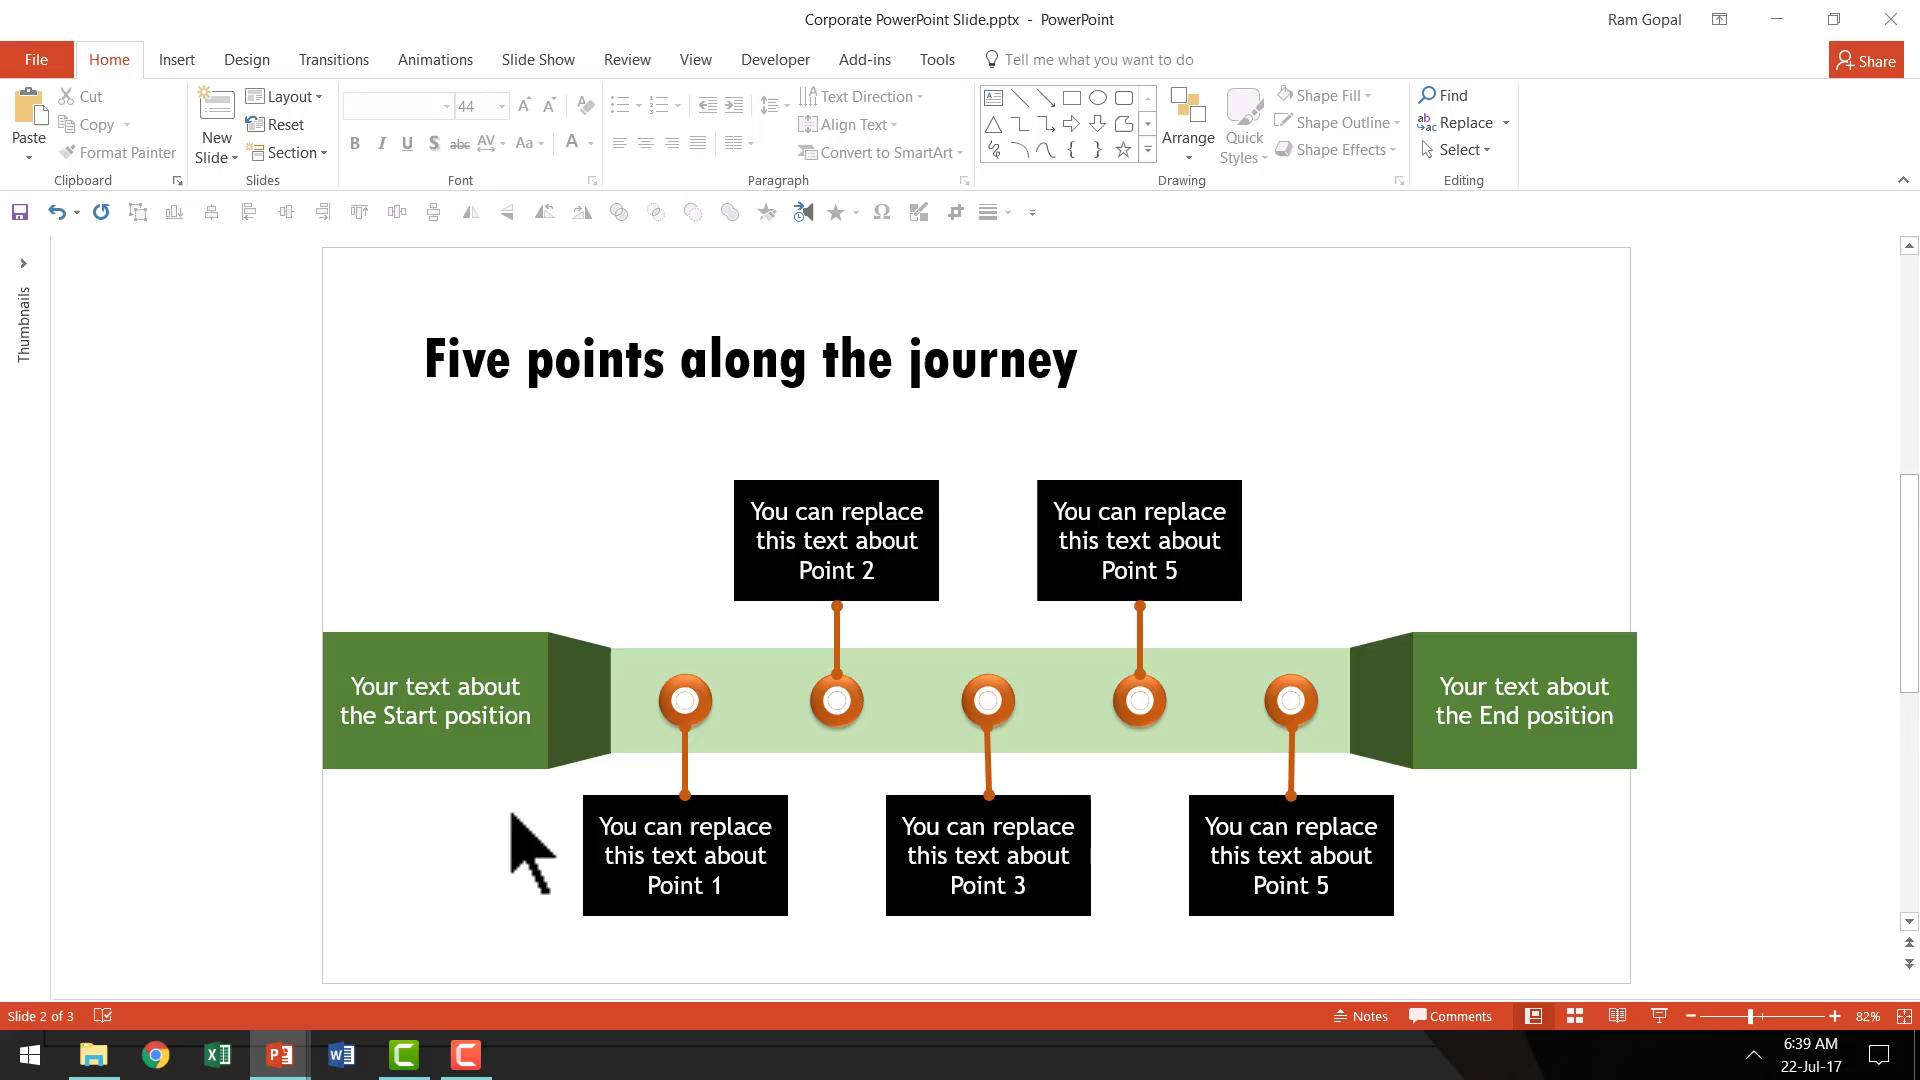 Corporate PowerPoint Slide.pptx - PowerPoint
Ram Gopal
File
Home
Insert
Design
Transitions
Animations
Slide Show
Review
View
Developer
Add-ins
Tools
Tell me what you want to do
Share
Paste
Cut
Copy
Format Painter
Clipboard
New
Slide
Layout
Reset
Section
Slides
44
B I U S abc AV Aa A
Font
Text Direction
Align Text
Convert to SmartArt
Paragraph
Arrange
Quick
Styles
Shape Fill
Shape Outline
Shape Effects
Drawing
Find
Replace
Select
Editing
Thumbnails
Five points along the journey
You can replace
this text about
Point 2
You can replace
this text about
Point 5
Your text about
the Start position
Your text about
the End position
You can replace
this text about
Point 1
You can replace
this text about
Point 3
You can replace
this text about
Point 5
Slide 2 of 3
Notes
Comments
82%
6:39 AM
22-Jul-17